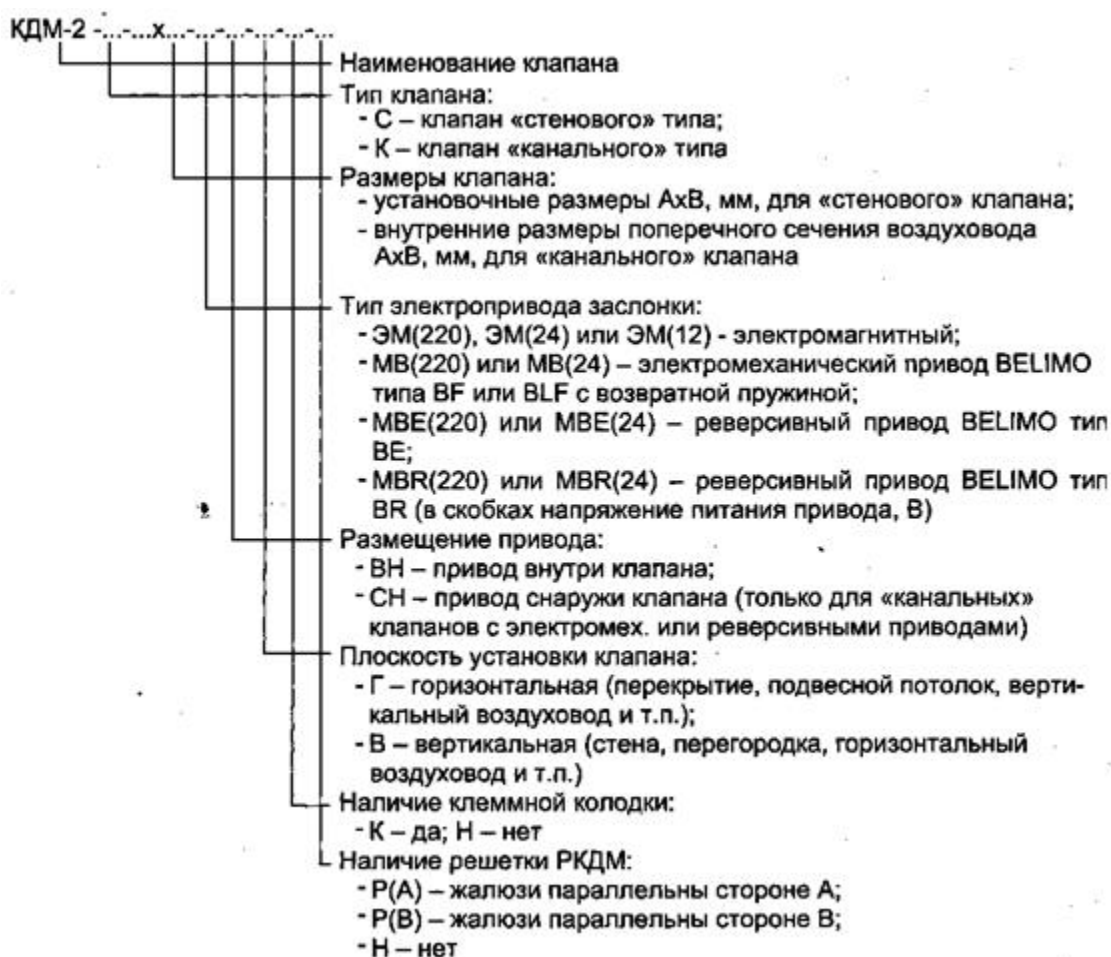 КДМ-2 -...-...х...-...-...-...-...-...
Наименование клапана
Тип клапана:
- С – клапан «стенового» типа;
- К – клапан «канального» типа
Размеры клапана:
- установочные размеры АхВ, мм, для «стенового» клапана;
- внутренние размеры поперечного сечения воздуховода
АхВ, мм, для «канального» клапана
Тип электропривода заслонки:
- ЭМ(220), ЭМ(24) или ЭМ(12) - электромагнитный;
- МВ(220) или МВ(24) – электромеханический привод BELIMO
типа BF или BLF с возвратной пружиной;
- МВЕ(220) или МВЕ(24) – реверсивный привод BELIMO тип
BE;
- MBR(220) или MBR(24) – реверсивный привод BELIMO тип
BR (в скобках напряжение питания привода, В)
Размещение привода:
- ВН – привод внутри клапана;
- СН – привод снаружи клапана (только для «канальных»
клапанов с электромех. или реверсивными приводами)
Плоскость установки клапана:
- Г – горизонтальная (перекрытие, подвесной потолок, верти-
кальный воздуховод и т.п.);
- В – вертикальная (стена, перегородка, горизонтальный
воздуховод и т.п.)
Наличие клеммной колодки:
- К – да; Н – нет
Наличие решетки РКДМ:
- Р(А) – жалюзи параллельны стороне А;
- Р(В) – жалюзи параллельны стороне В;
- Н – нет